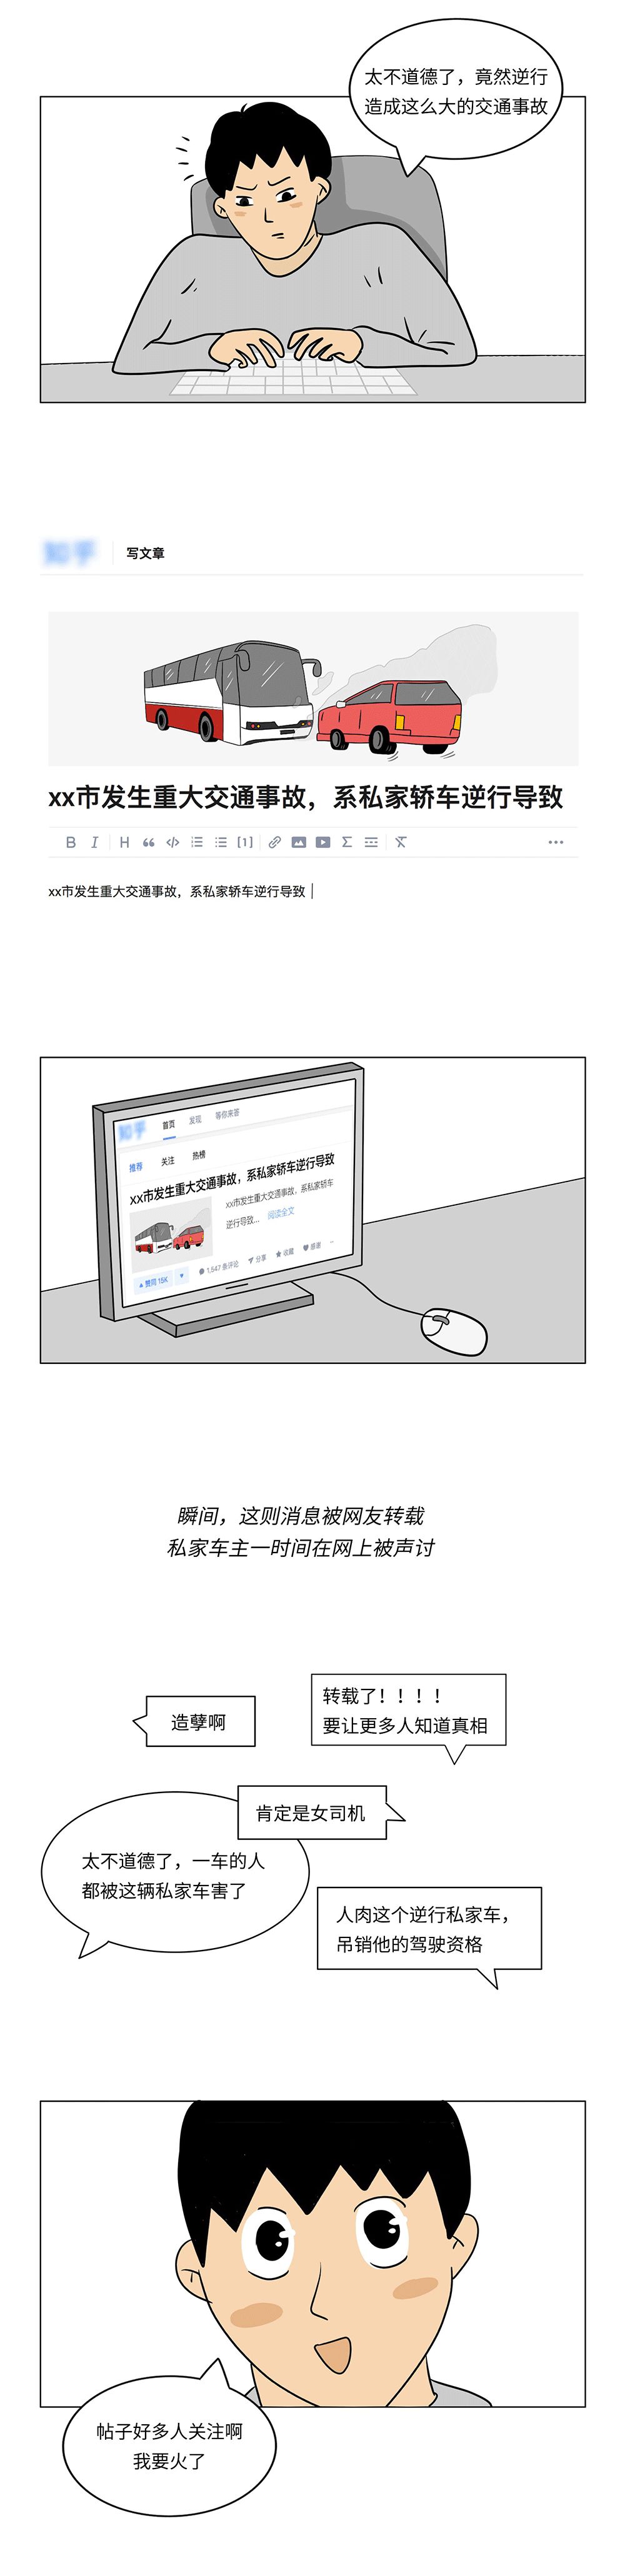 太不道德了，竟然逆行
造成这么大的交通事故
知乎
写文章
xx市发生重大交通事故，系私家轿车逆行导致
B I H [1]
xx市发生重大交通事故，系私家轿车逆行导致
知乎 首页 发现 等你来答
推荐 关注 热榜
xx市发生重大交通事故，系私家轿车逆行导致
xx市发生重大交通事故，系私家轿车
逆行导致... 阅读全文
赞同 15K 1,547 条评论 分享 收藏 感谢
瞬间，这则消息被网友转载
私家车主一时间在网上被声讨
造孽啊
转载了！！！！
要让更多人知道真相
肯定是女司机
太不道德了，一车的人
都被这辆私家车害了
人肉这个逆行私家车，
吊销他的驾驶资格
帖子好多人关注啊
我要火了